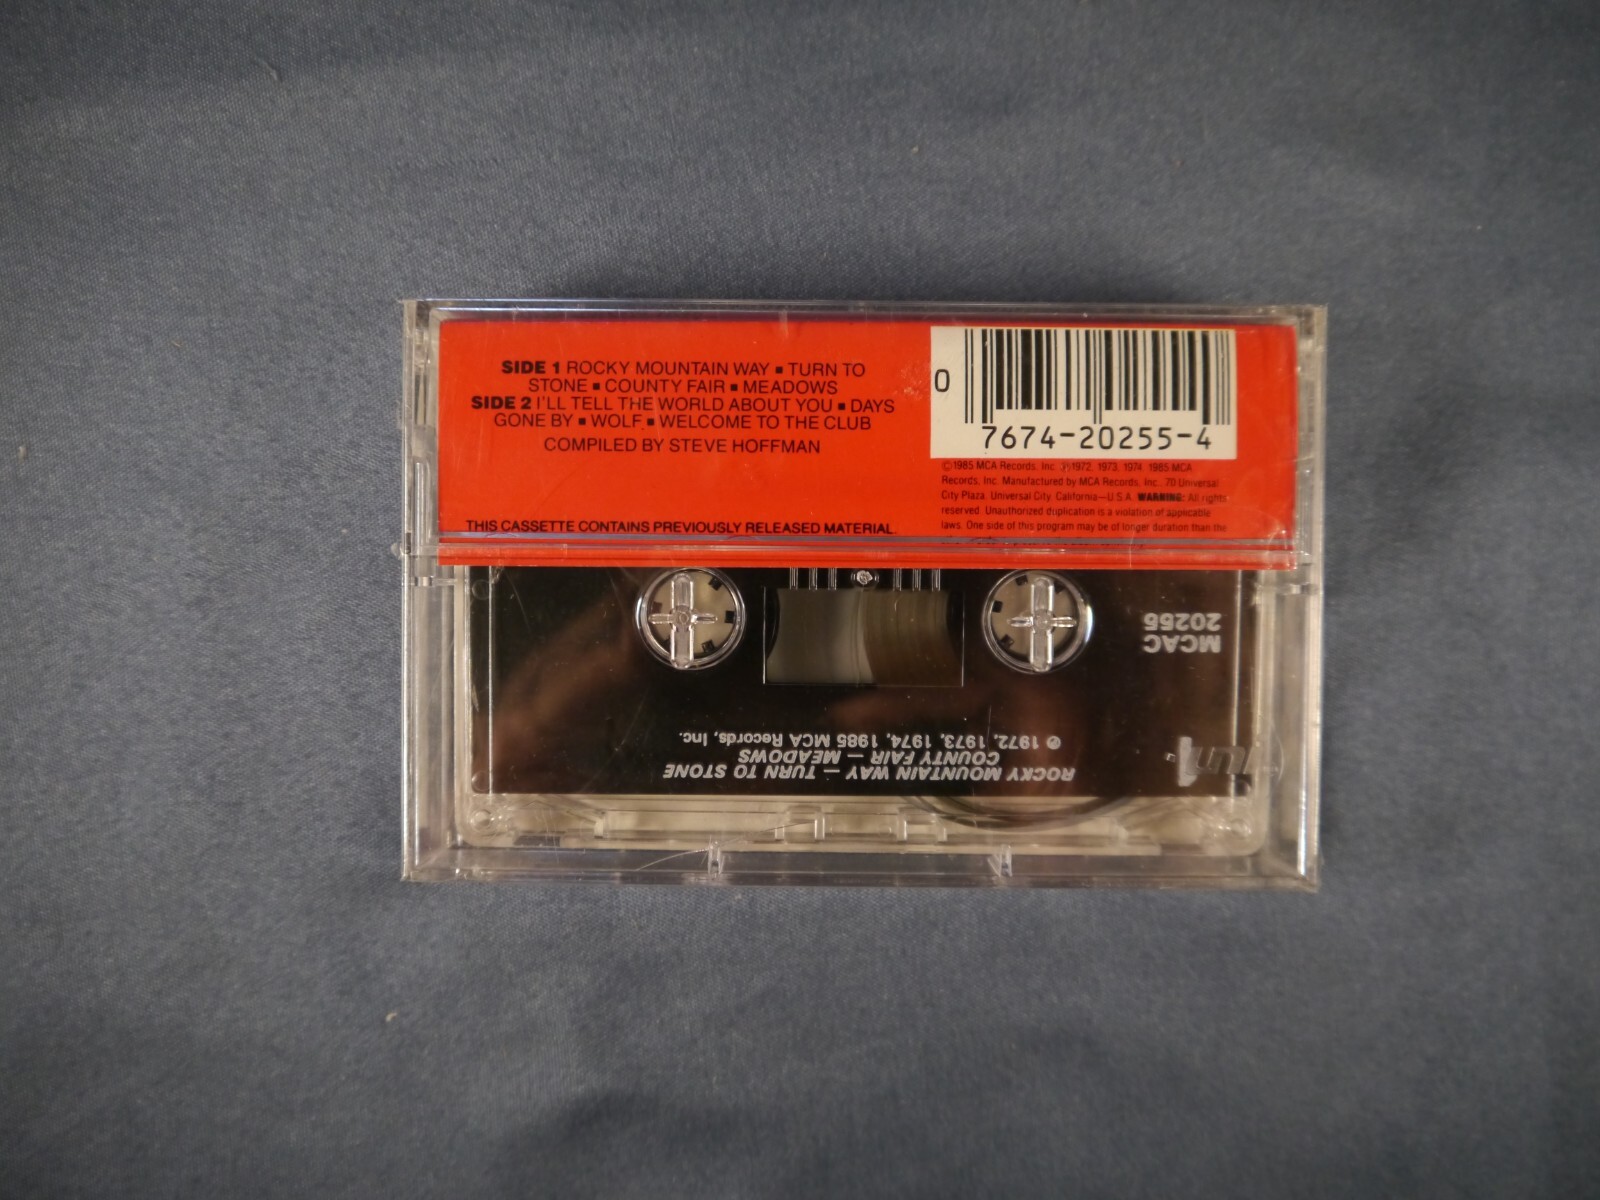 SIDE 1 ROCKY MOUNTAIN WAY ■ TURN TO
STONE ■ COUNTY FAIR ■ MEADOWS
SIDE 2 I'LL TELL THE WORLD ABOUT YOU ■ DAYS
GONE BY ■ WOLF ■ WELCOME TO THE CLUB
COMPILED BY STEVE HOFFMAN
THIS CASSETTE CONTAINS PREVIOUSLY RELEASED MATERIAL.
0
7674-20255-4
©1985 MCA Records, Inc. ℗1972, 1973, 1974, 1985 MCA
Records, Inc. Manufactured by MCA Records, Inc., 70 Universal
City Plaza, Universal City, California—U.S.A. WARNING: All rights
reserved. Unauthorized duplication is a violation of applicable
laws. One side of this program may be of longer duration than the
MCAC
20255
1
ROCKY MOUNTAIN WAY — TURN TO STONE
COUNTY FAIR — MEADOWS
℗ 1972, 1973, 1974, 1985 MCA Records, Inc.